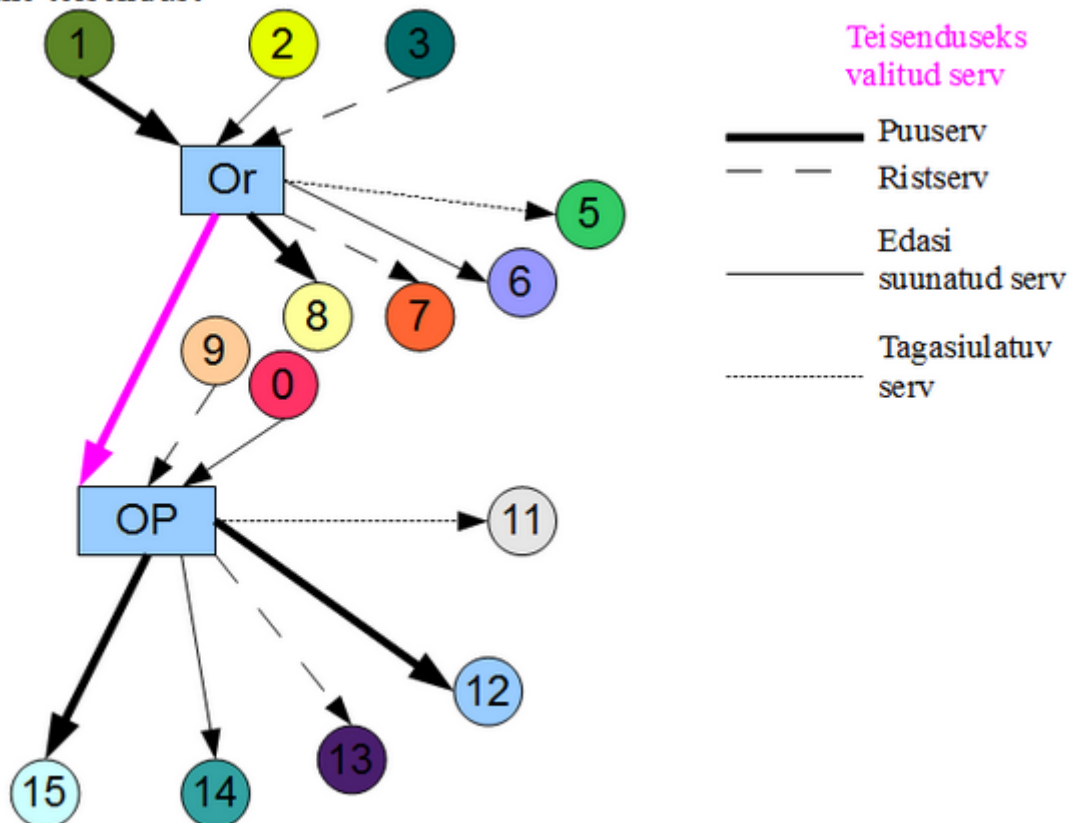 1
2
3
Teisenduseks
valitud serv
Puuserv
Or
Ristserv
5
Edasi
suunatud serv
6
8
7
9
0
Tagasiulatuv
serv
OP
11
12
13
15
14